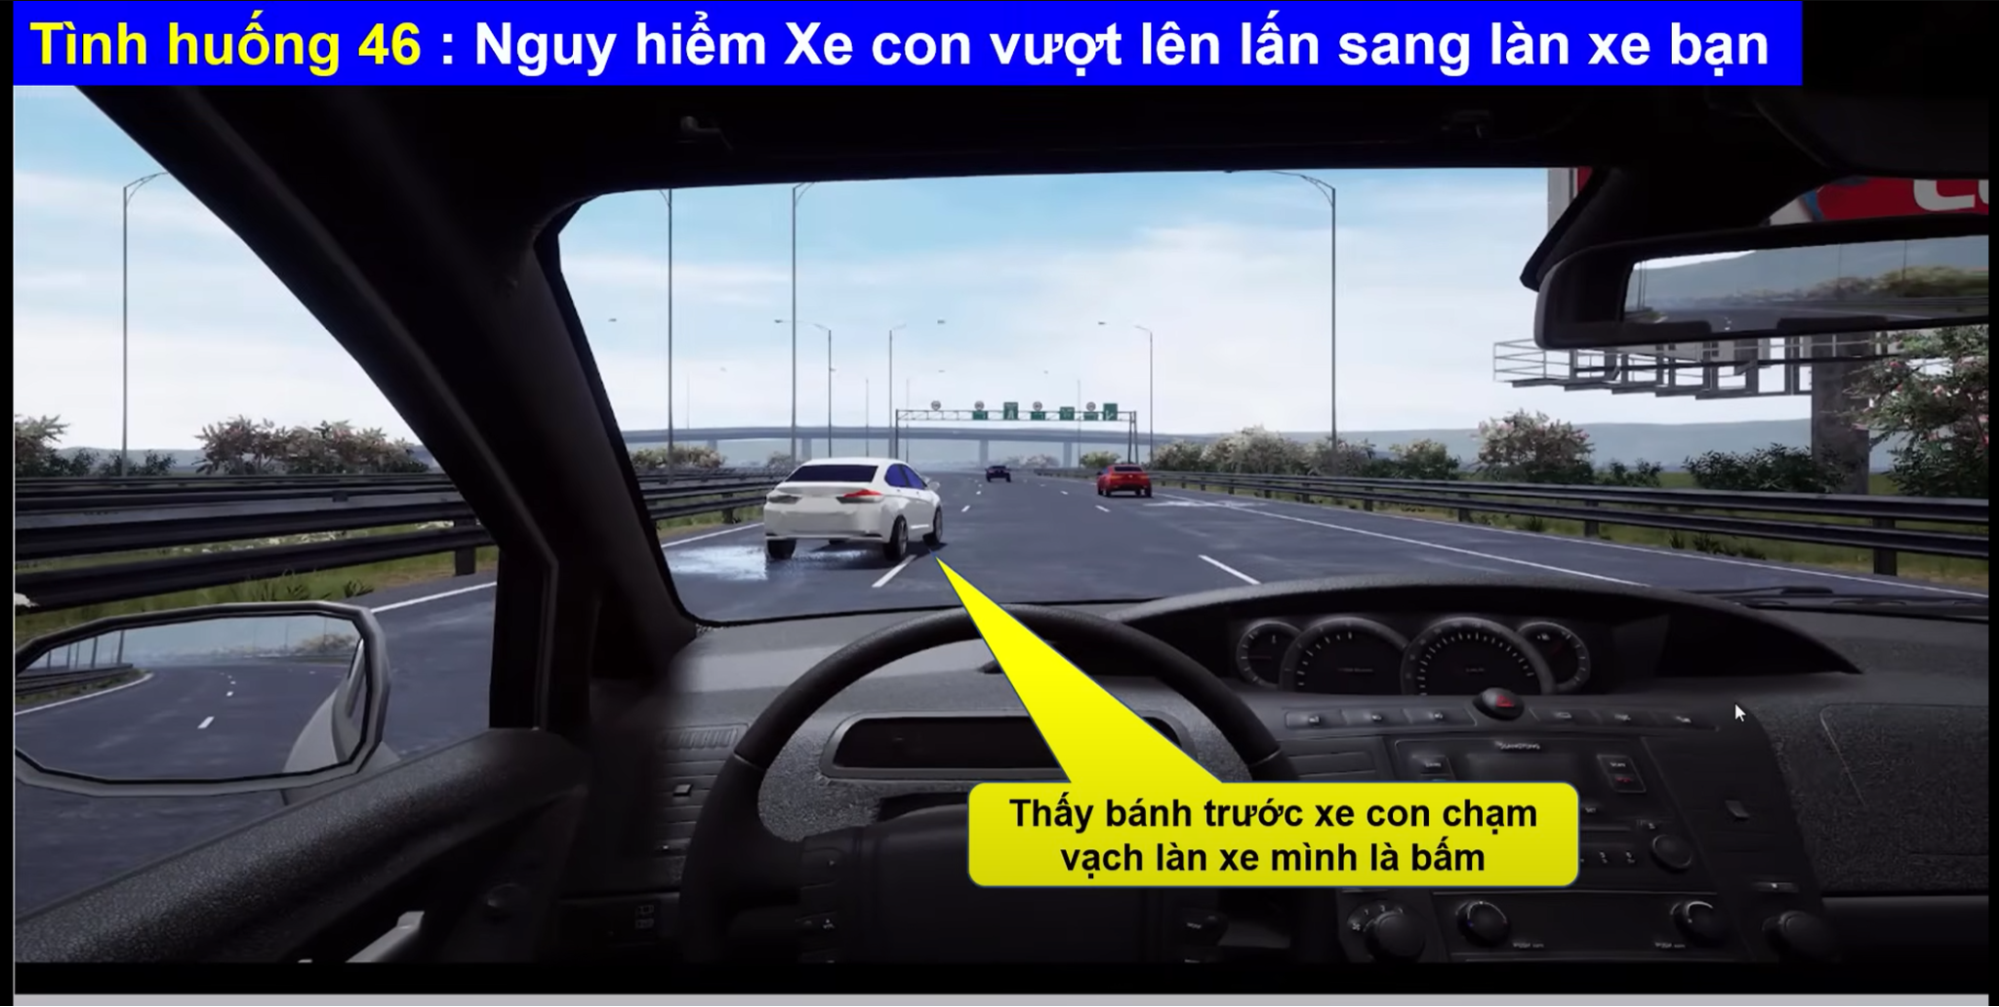 Tình huống 46 : Nguy hiểm Xe con vượt lên lấn sang làn xe bạn
Thấy bánh trước xe con chạm
vạch làn xe mình là bấm